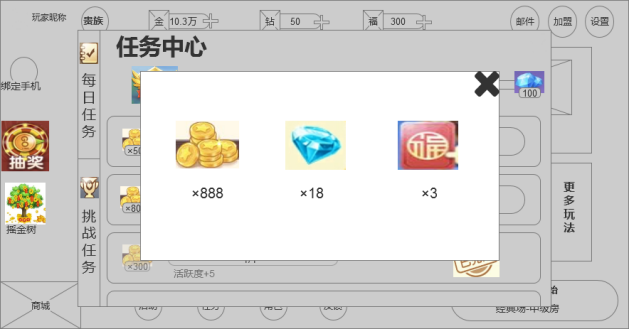 玩家昵称
贵族
金 10.3万
钻 50
福 300
邮件
加盟
设置
任务中心
100
绑定手机
每日任务
抽奖
×888
×18
福
×3
更多玩法
挑战任务
摇金树
×300
活跃度+5
商城
经典场-中级房